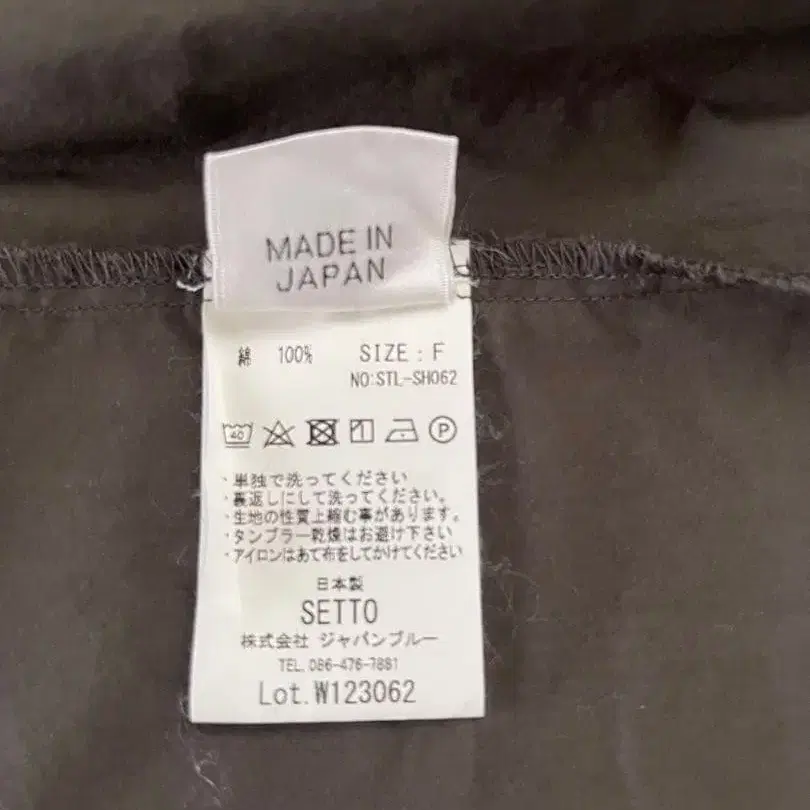 MADE IN
JAPAN
綿 100% SIZE : F
NO:STL-SH062
40 P
・単独で洗ってください
・裏返しにして洗ってください。
・生地の性質上縮む事があります。
・タンブラー乾燥はお避け下さい
・アイロンはあて布をしてかけてください
日本製
SETTO
株式会社 ジャパンブルー
TEL. 086-476-7881
Lot. W123062